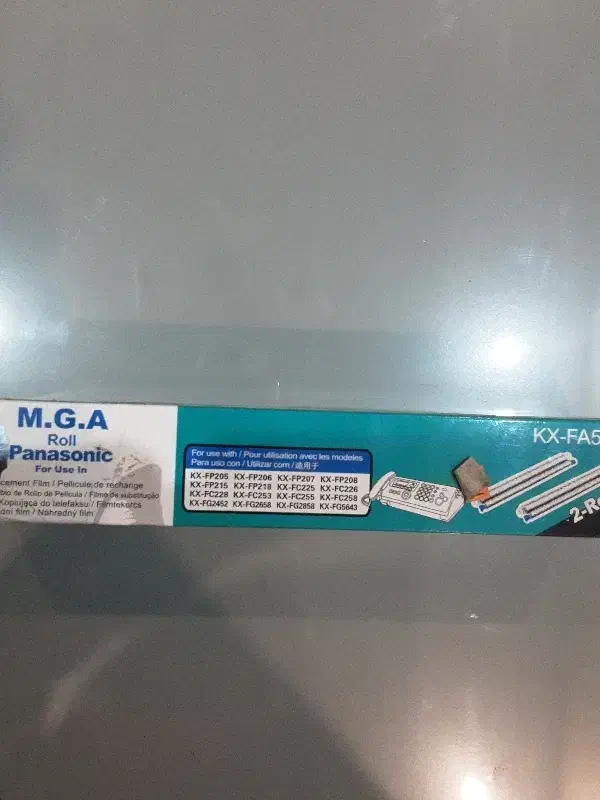 M.G.A
Roll
Panasonic
For Use In
cement Film / Pellicule de rechange
bio de Rollo de Película / Filme de substituição
Kopiująca do telefaksu / Filmtekercs
dní film / Náhradný film
For use with / Pour utilisation avec les modeles
Para uso con / Utilizar com / 适用于
KX-FP205 KX-FP206 KX-FP207 KX-FP208
KX-FP215 KX-FP218 KX-FC225 KX-FC226
KX-FC228 KX-FC253 KX-FC255 KX-FC258
KX-FG2452 KX-FG2658 KX-FG2858 KX-FG5643
KX-FA5
2-R